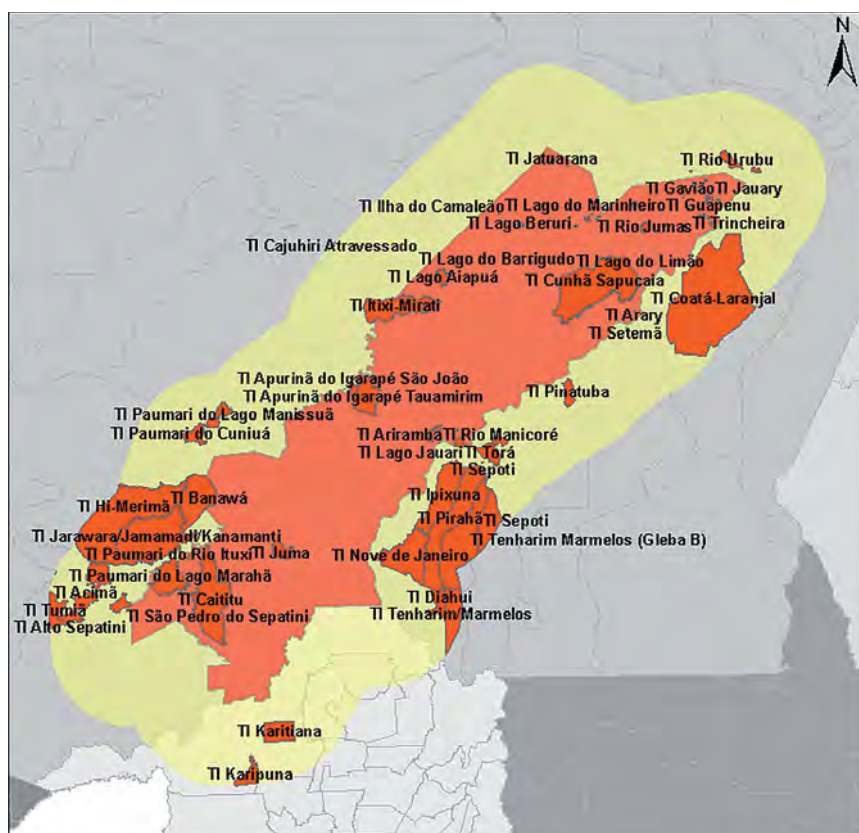 N
TI Jatuarana
TI Rio Urubu
TI Gavião
TI Jauary
TI Ilha do Camaleão
TI Lago do Marinheiro
TI Guapenu
TI Lago Beruri
TI Rio Jumas
TI Trincheira
TI Cajuhiri Atravessado
TI Lago do Barrigudo
TI Lago do Limão
TI Lago Aiapuá
TI Cunhã Sapucaia
TI Coatá-Laranjal
TI Itixi-Mirati
TI Arary
TI Setemã
TI Apurinã do Igarapé São João
TI Apurinã do Igarapé Tauamirim
TI Pinatuba
TI Paumari do Lago Manissuã
TI Paumari do Cuniuá
TI Ariramba
TI Rio Manicoré
TI Lago Jauari
TI Torá
TI Sepoti
TI Banawá
TI Hi-Merimã
TI Ipixuna
TI Pirahã
TI Sepoti
TI Jarawara/Jamamadi/Kanamanti
TI Tenharim Marmelos (Gleba B)
TI Paumari do Rio Ituxi
TI Juma
TI Nove de Janeiro
TI Paumari do Lago Marahã
TI Acimã
TI Caititu
TI Diahui
TI Tumiã
TI São Pedro do Sepatini
TI Tenharim/Marmelos
TI Alto Sepatini
TI Karitiana
TI Karipuna